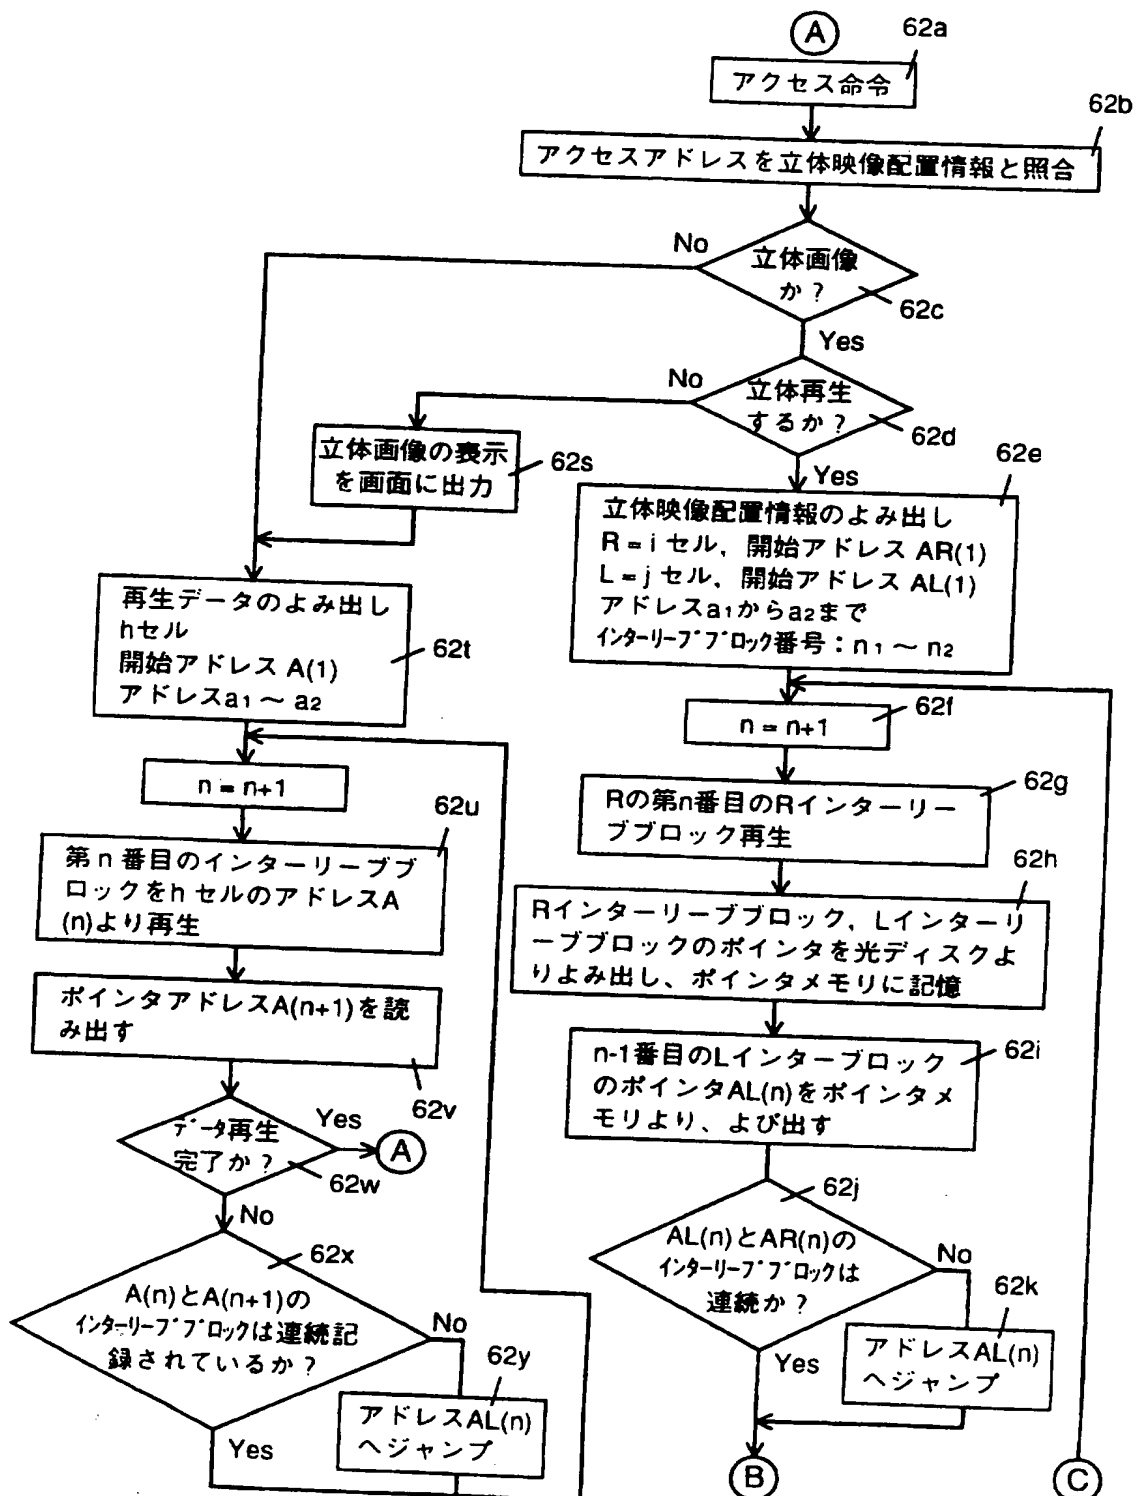 A
62a
アクセス命令
62b
アクセスアドレスを立体映像配置情報と照合
No
立体画像
か?
62c
Yes
No
立体再生
するか?
62d
立体画像の表示
を画面に出力
62s
Yes
62e
立体映像配置情報のよみ出し
R=iセル, 開始アドレス AR(1)
L=jセル、開始アドレス AL(1)
アドレスa1からa2まで
インターリーブブロック番号:n1~n2
再生データのよみ出し
hセル
開始アドレス A(1)
アドレスa1~a2
62t
62f
n=n+1
n=n+1
62g
Rの第n番目のRインターリー
ブブロック再生
62u
第n番目のインターリーブブ
ロックをhセルのアドレスA
(n)より再生
62h
Rインターリーブブロック, Lインターリ
ーブブロックのポインタを光ディスクよ
りよみ出し、ポインタメモリに記憶
ポインタアドレスA(n+1)を読
み出す
62v
62i
n-1番目のLインターブロック
のポインタAL(n)をポインタメ
モリより、よび出す
データ再生
完了か?
Yes
A
62w
No
62j
AL(n)とAR(n)の
インターリーブブロックは
連続か?
No
62k
アドレスAL(n)
へジャンプ
Yes
62x
A(n)とA(n+1)の
インターリーブブロックは連続記
録されているか?
No
62y
アドレスAL(n)
へジャンプ
Yes
B
C